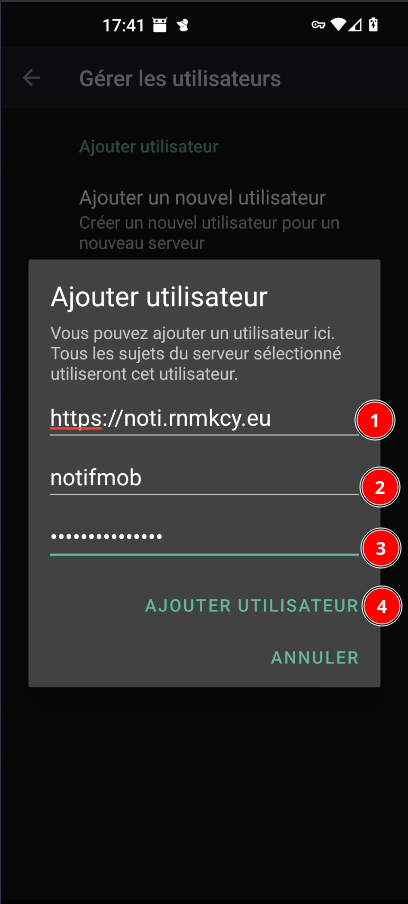 17:41
Gérer les utilisateurs
Ajouter utilisateur
Ajouter un nouvel utilisateur
Créer un nouvel utilisateur pour un
nouveau serveur
Ajouter utilisateur
Vous pouvez ajouter un utilisateur ici.
Tous les sujets du serveur sélectionné
utiliseront cet utilisateur.
https://noti.rnmkcy.eu 1
notifmob 2
••••••••••••••• 3
AJOUTER UTILISATEUR 4
ANNULER